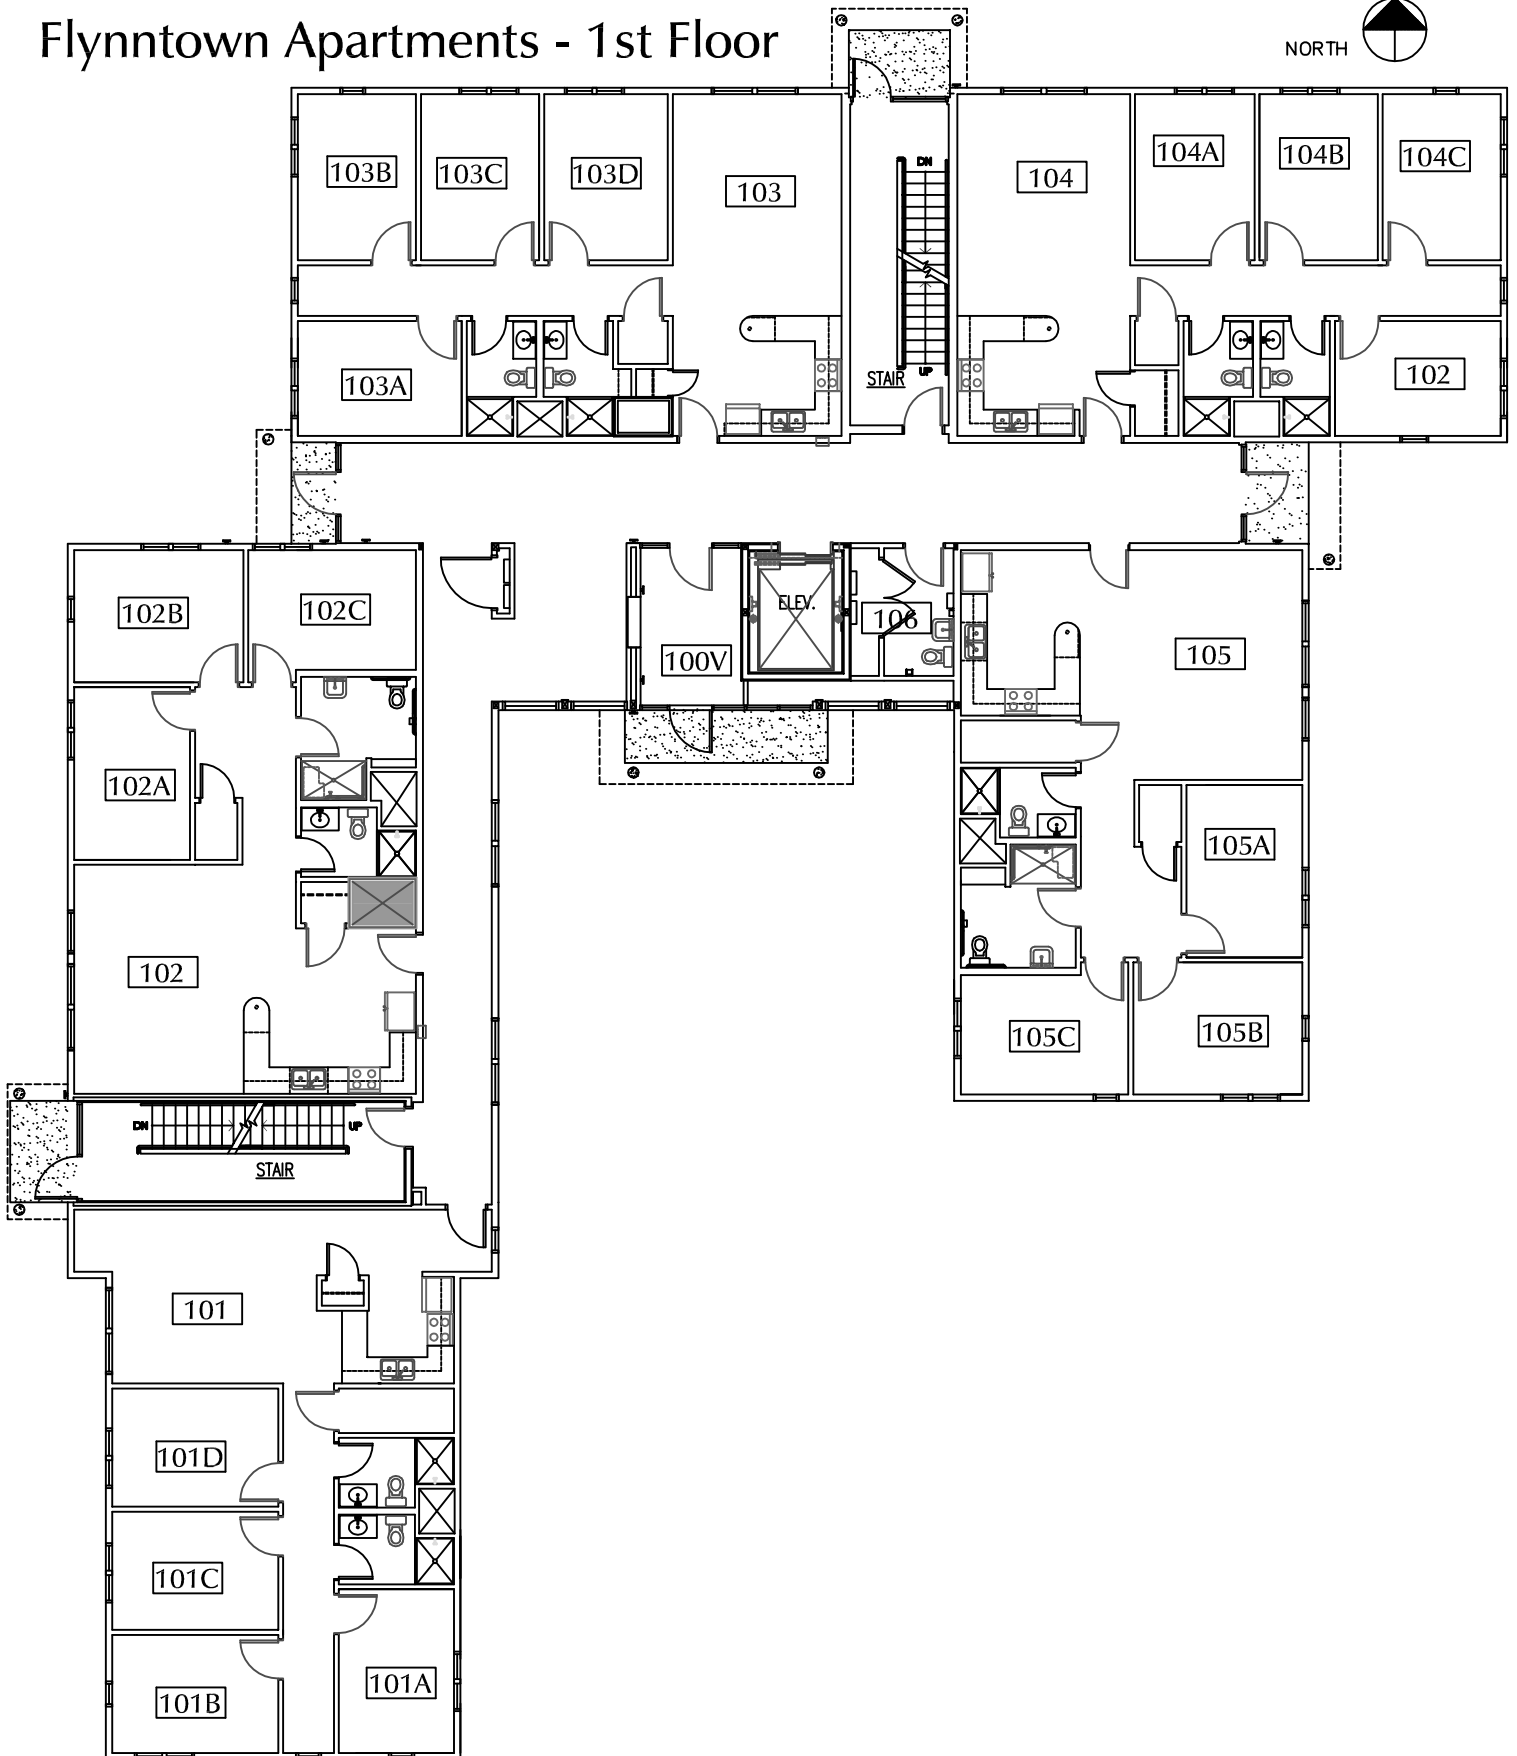 Flynntown Apartments - 1st Floor
NORTH
103B
103C
103D
103
DN
104
104A
104B
104C
103A
STAIR
UP
102
102B
102C
ELEV.
106
100V
105
102A
105A
102
105C
105B
DN
UP
STAIR
101
101D
101C
101B
101A